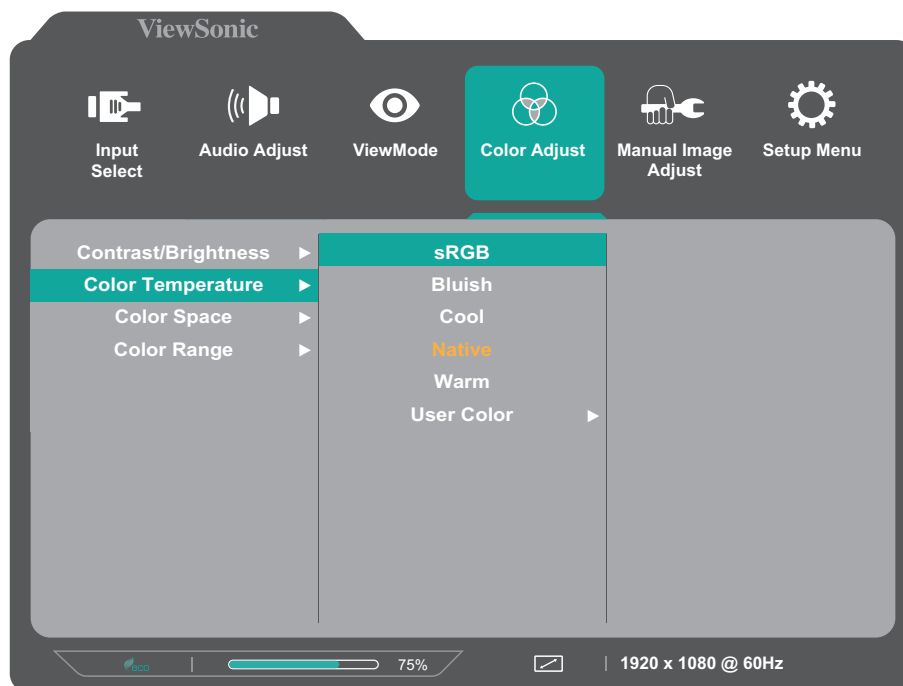 ViewSonic
Input
Select
Audio Adjust
ViewMode
Color Adjust
Manual Image
Adjust
Setup Menu
Contrast/Brightness
Color Temperature
Color Space
Color Range
sRGB
Bluish
Cool
Native
Warm
User Color
eco
75%
1920 x 1080 @ 60Hz